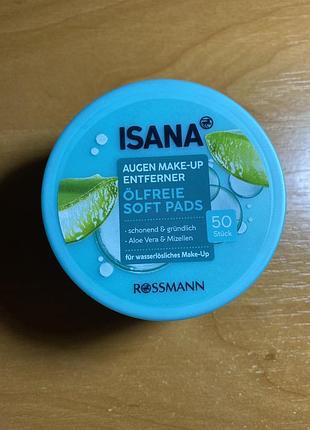 ISANA
AUGEN MAKE-UP
ENTFERNER
ÖLFREIE
SOFT PADS
- schonend & gründlich
- Aloe Vera & Mizellen
50
Stück
für wasserlösliches Make-Up
ROSSMANN